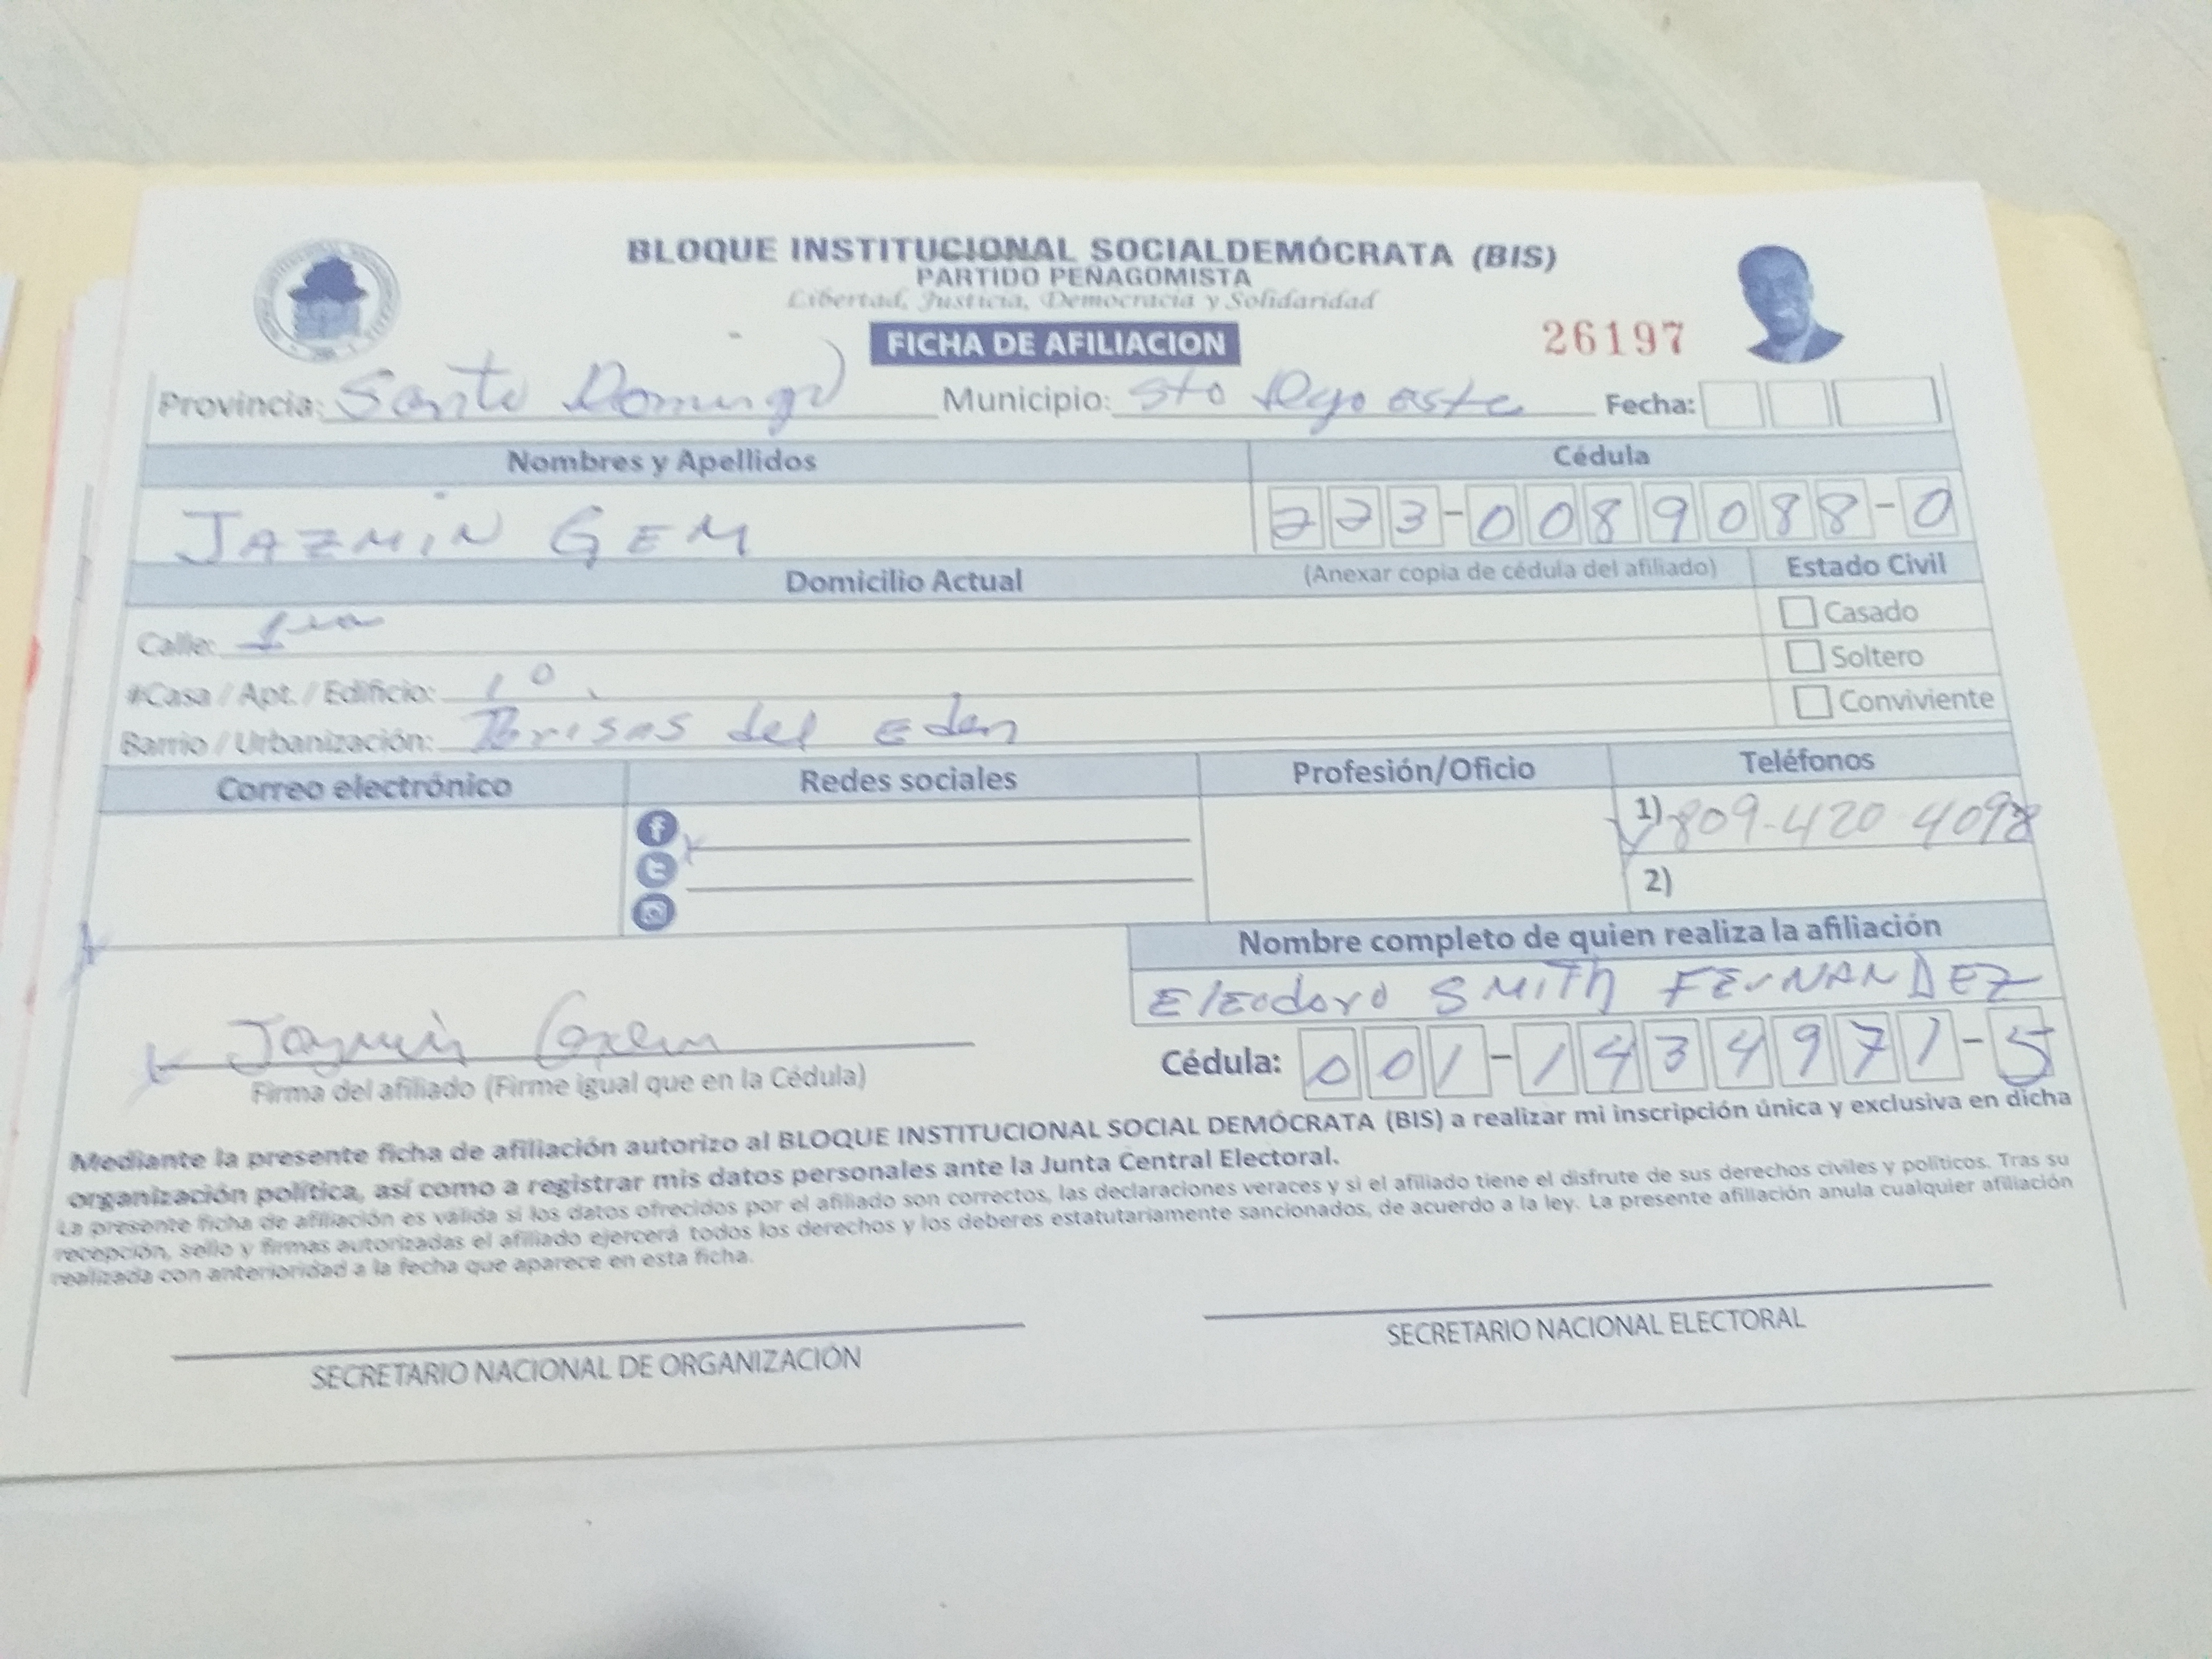 BLOQUE INSTITUCIONAL SOCIALDEMÓCRATA (BIS)
PARTIDO PEÑAGOMISTA
Libertad, Justicia, Democracia y Solidaridad
FICHA DE AFILIACION
26197
Provincia: Santo Domingo Municipio: Sto Dgo oste Fecha:
Nombres y Apellidos Cédula
JAZMIN GEM 223-0089088-0
Domicilio Actual (Anexar copia de cédula del afiliado) Estado Civil
Calle: 1ra Casado
#Casa / Apt. / Edificio: 10. Soltero
Barrio / Urbanización: Brisas del Eden Conviviente
Correo electrónico Redes sociales Profesión/Oficio Teléfonos
1) 809-420-4098
2)
Nombre completo de quien realiza la afiliación
Eleodoro SMITH FERNANDEZ
Jazmin
Cédula: 001-1434971-5
Firma del afiliado (Firme igual que en la Cédula)
Mediante la presente ficha de afiliación autorizo al BLOQUE INSTITUCIONAL SOCIAL DEMÓCRATA (BIS) a realizar mi inscripción única y exclusiva en dicha
organización política, así como a registrar mis datos personales ante la Junta Central Electoral.
La presente ficha de afiliación es válida si los datos ofrecidos por el afiliado son correctos, las declaraciones veraces y si el afiliado tiene el disfrute de sus derechos civiles y políticos. Tras su
recepción, sello y firmas autorizadas el afiliado ejercerá todos los derechos y los deberes estatutariamente sancionados, de acuerdo a la ley. La presente afiliación anula cualquier afiliación
realizada con anterioridad a la fecha que aparece en esta ficha.
SECRETARIO NACIONAL DE ORGANIZACIÓN SECRETARIO NACIONAL ELECTORAL